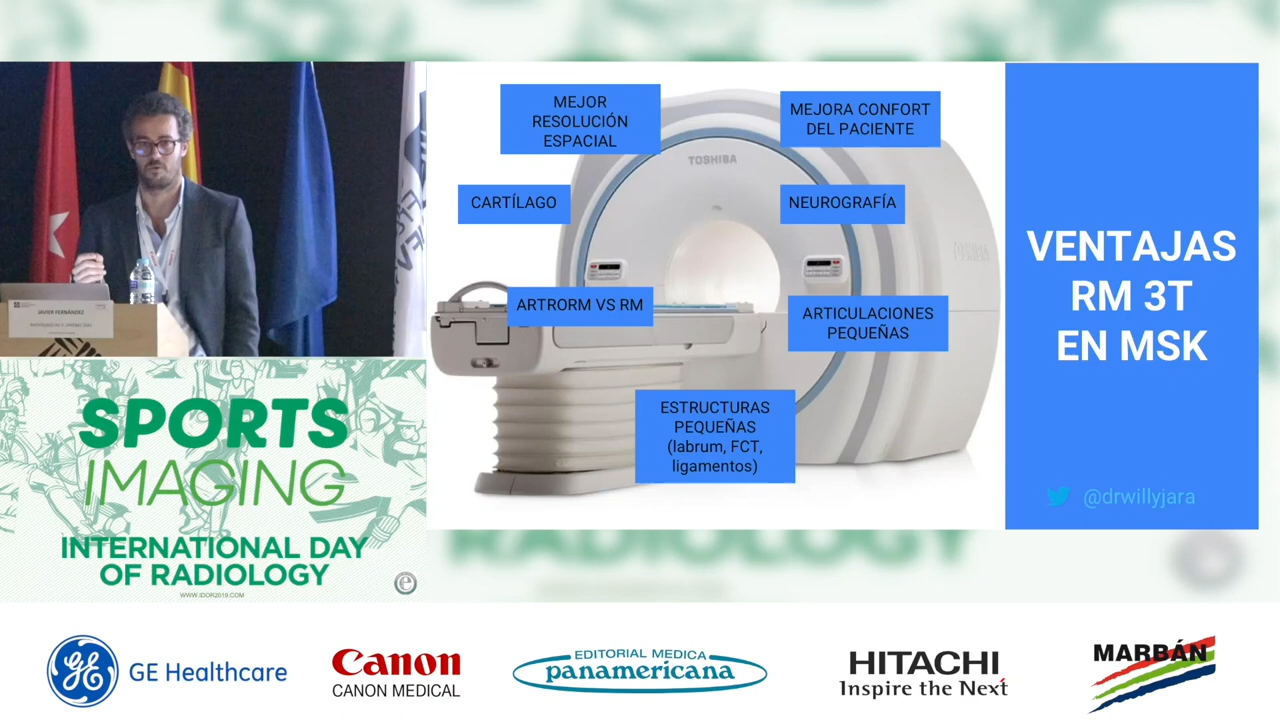 MEJOR
RESOLUCIÓN
ESPACIAL
MEJORA CONFORT
DEL PACIENTE
TOSHIBA
CARTÍLAGO
NEUROGRAFÍA
ARTRORM VS RM
ARTICULACIONES
PEQUEÑAS
ESTRUCTURAS
PEQUEÑAS
(labrum, FCT,
ligamentos)
VENTAJAS
RM 3T
EN MSK
@drwillyjara
JAVIER FERNÁNDEZ
SPORTS
IMAGING
INTERNATIONAL DAY
OF RADIOLOGY
WWW.IDOR2019.COM
RADIOLOGY
GE Healthcare
Canon
CANON MEDICAL
EDITORIAL MEDICA
panamericana
HITACHI
Inspire the Next
MARBÁN